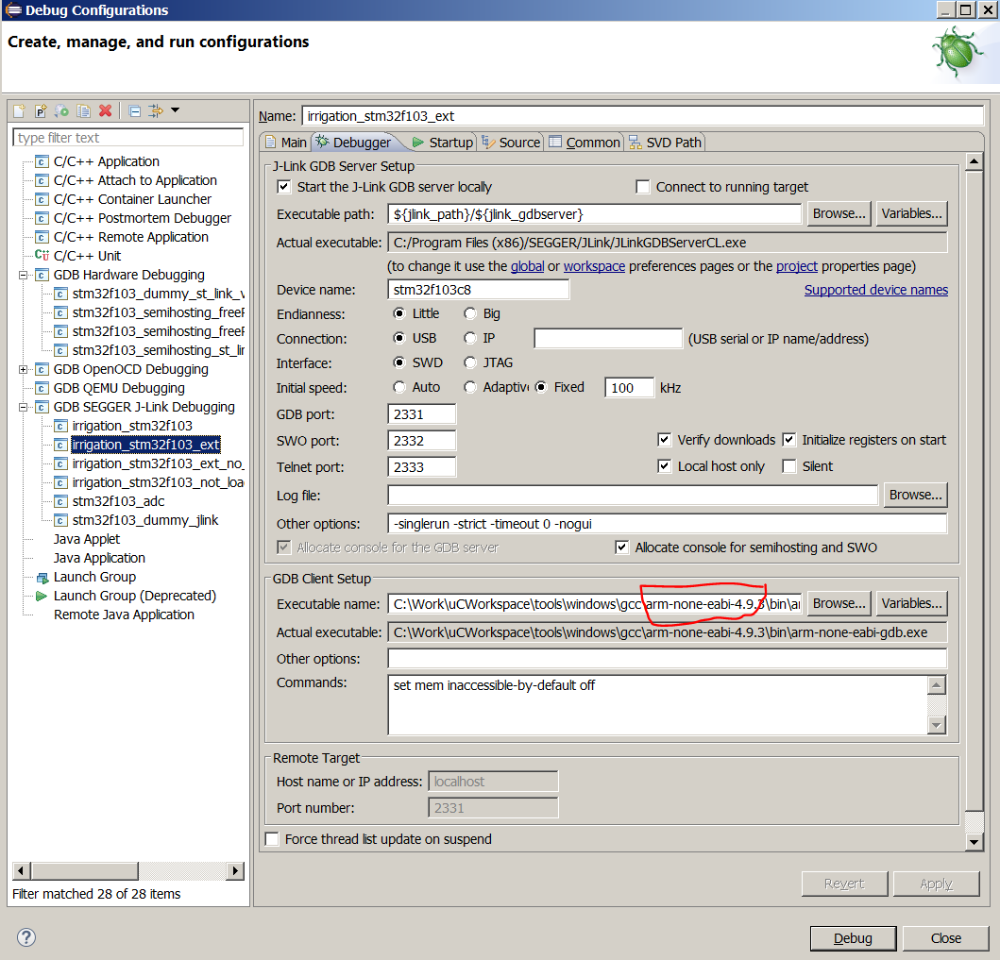 Debug Configurations
Create, manage, and run configurations
type filter text
C/C++ Application
C/C++ Attach to Application
C/C++ Container Launcher
C/C++ Postmortem Debugger
C/C++ Remote Application
C/C++ Unit
GDB Hardware Debugging
stm32f103_dummy_st_link_v
stm32f103_semihosting_freeF
stm32f103_semihosting_freeF
stm32f103_semihosting_st_lir
GDB OpenOCD Debugging
GDB QEMU Debugging
GDB SEGGER J-Link Debugging
irrigation_stm32f103
irrigation_stm32f103_ext
irrigation_stm32f103_ext_no_
irrigation_stm32f103_not_loa
stm32f103_adc
stm32f103_dummy_jlink
Java Applet
Java Application
Launch Group
Launch Group (Deprecated)
Remote Java Application
Filter matched 28 of 28 items
Name: irrigation_stm32f103_ext
Main Debugger Startup Source Common SVD Path
J-Link GDB Server Setup
Start the J-Link GDB server locally Connect to running target
Executable path: ${jlink_path}/${jlink_gdbserver} Browse... Variables...
Actual executable: C:/Program Files (x86)/SEGGER/JLink/JLinkGDBServerCL.exe
(to change it use the global or workspace preferences pages or the project properties page)
Device name: stm32f103c8 Supported device names
Endianness: Little Big
Connection: USB IP (USB serial or IP name/address)
Interface: SWD JTAG
Initial speed: Auto Adaptive Fixed 100 kHz
GDB port: 2331
SWO port: 2332 Verify downloads Initialize registers on start
Telnet port: 2333 Local host only Silent
Log file: Browse...
Other options: -singlerun -strict -timeout 0 -nogui
Allocate console for the GDB server Allocate console for semihosting and SWO
GDB Client Setup
Executable name: C:\Work\uCWorkspace\tools\windows\gcc\arm-none-eabi-4.9.3\bin\ar Browse... Variables...
Actual executable: C:\Work\uCWorkspace\tools\windows\gcc\arm-none-eabi-4.9.3\bin\arm-none-eabi-gdb.exe
Other options:
Commands: set mem inaccessible-by-default off
Remote Target
Host name or IP address: localhost
Port number: 2331
Force thread list update on suspend
Revert Apply
Debug Close